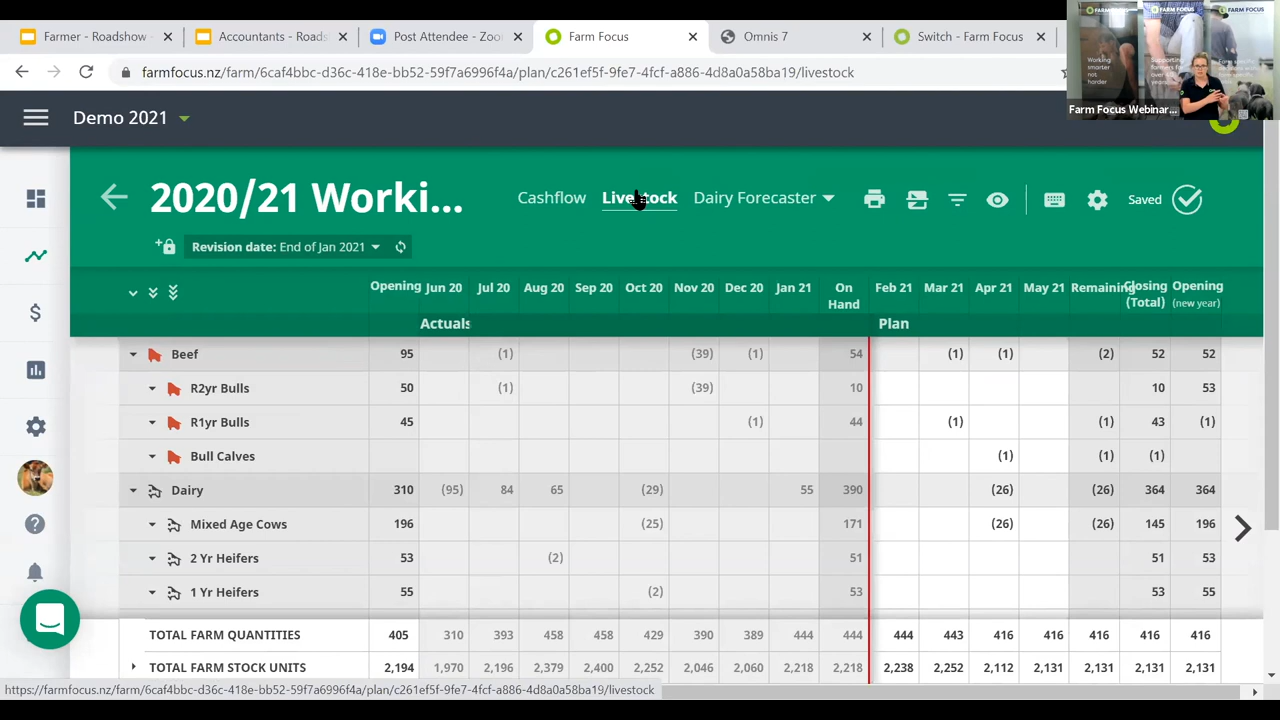 Farmer - Roadshow
Accountants - Roads
Post Attendee - Zoo
Farm Focus
Omnis 7
Switch - Farm Focus
FARM FOCUS
FARM FOCUS
FARM FOCUS
Working smarter not harder
Farm Focus Webinar...
farmfocus.nz/farm/6caf4bbc-d36c-418e-bb52-59f7a6996f4a/plan/c261ef5f-9fe7-4fcf-a886-4d8a0a58ba19/livestock
Demo 2021
2020/21 Worki... Cashflow Livestock Dairy Forecaster Saved
Revision date: End of Jan 2021
Opening Jun 20 Jul 20 Aug 20 Sep 20 Oct 20 Nov 20 Dec 20 Jan 21 On Hand Feb 21 Mar 21 Apr 21 May 21 Remaining Closing (Total) Opening (new year)
Actuals Plan
Beef 95 (1) (39) (1) 54 (1) (1) (2) 52 52
R2yr Bulls 50 (1) (39) 10 10 53
R1yr Bulls 45 (1) 44 (1) (1) 43 (1)
Bull Calves (1) (1) (1)
Dairy 310 (95) 84 65 (29) 55 390 (26) (26) 364 364
Mixed Age Cows 196 (25) 171 (26) (26) 145 196
2 Yr Heifers 53 (2) 51 51 53
1 Yr Heifers 55 (2) 53 53 55
TOTAL FARM QUANTITIES 405 310 393 458 458 429 390 389 444 444 444 443 416 416 416 416 416
TOTAL FARM STOCK UNITS 2,194 1,970 2,196 2,379 2,400 2,252 2,046 2,060 2,218 2,218 2,238 2,252 2,112 2,131 2,131 2,131 2,131
https://farmfocus.nz/farm/6caf4bbc-d36c-418e-bb52-59f7a6996f4a/plan/c261ef5f-9fe7-4fcf-a886-4d8a0a58ba19/livestock